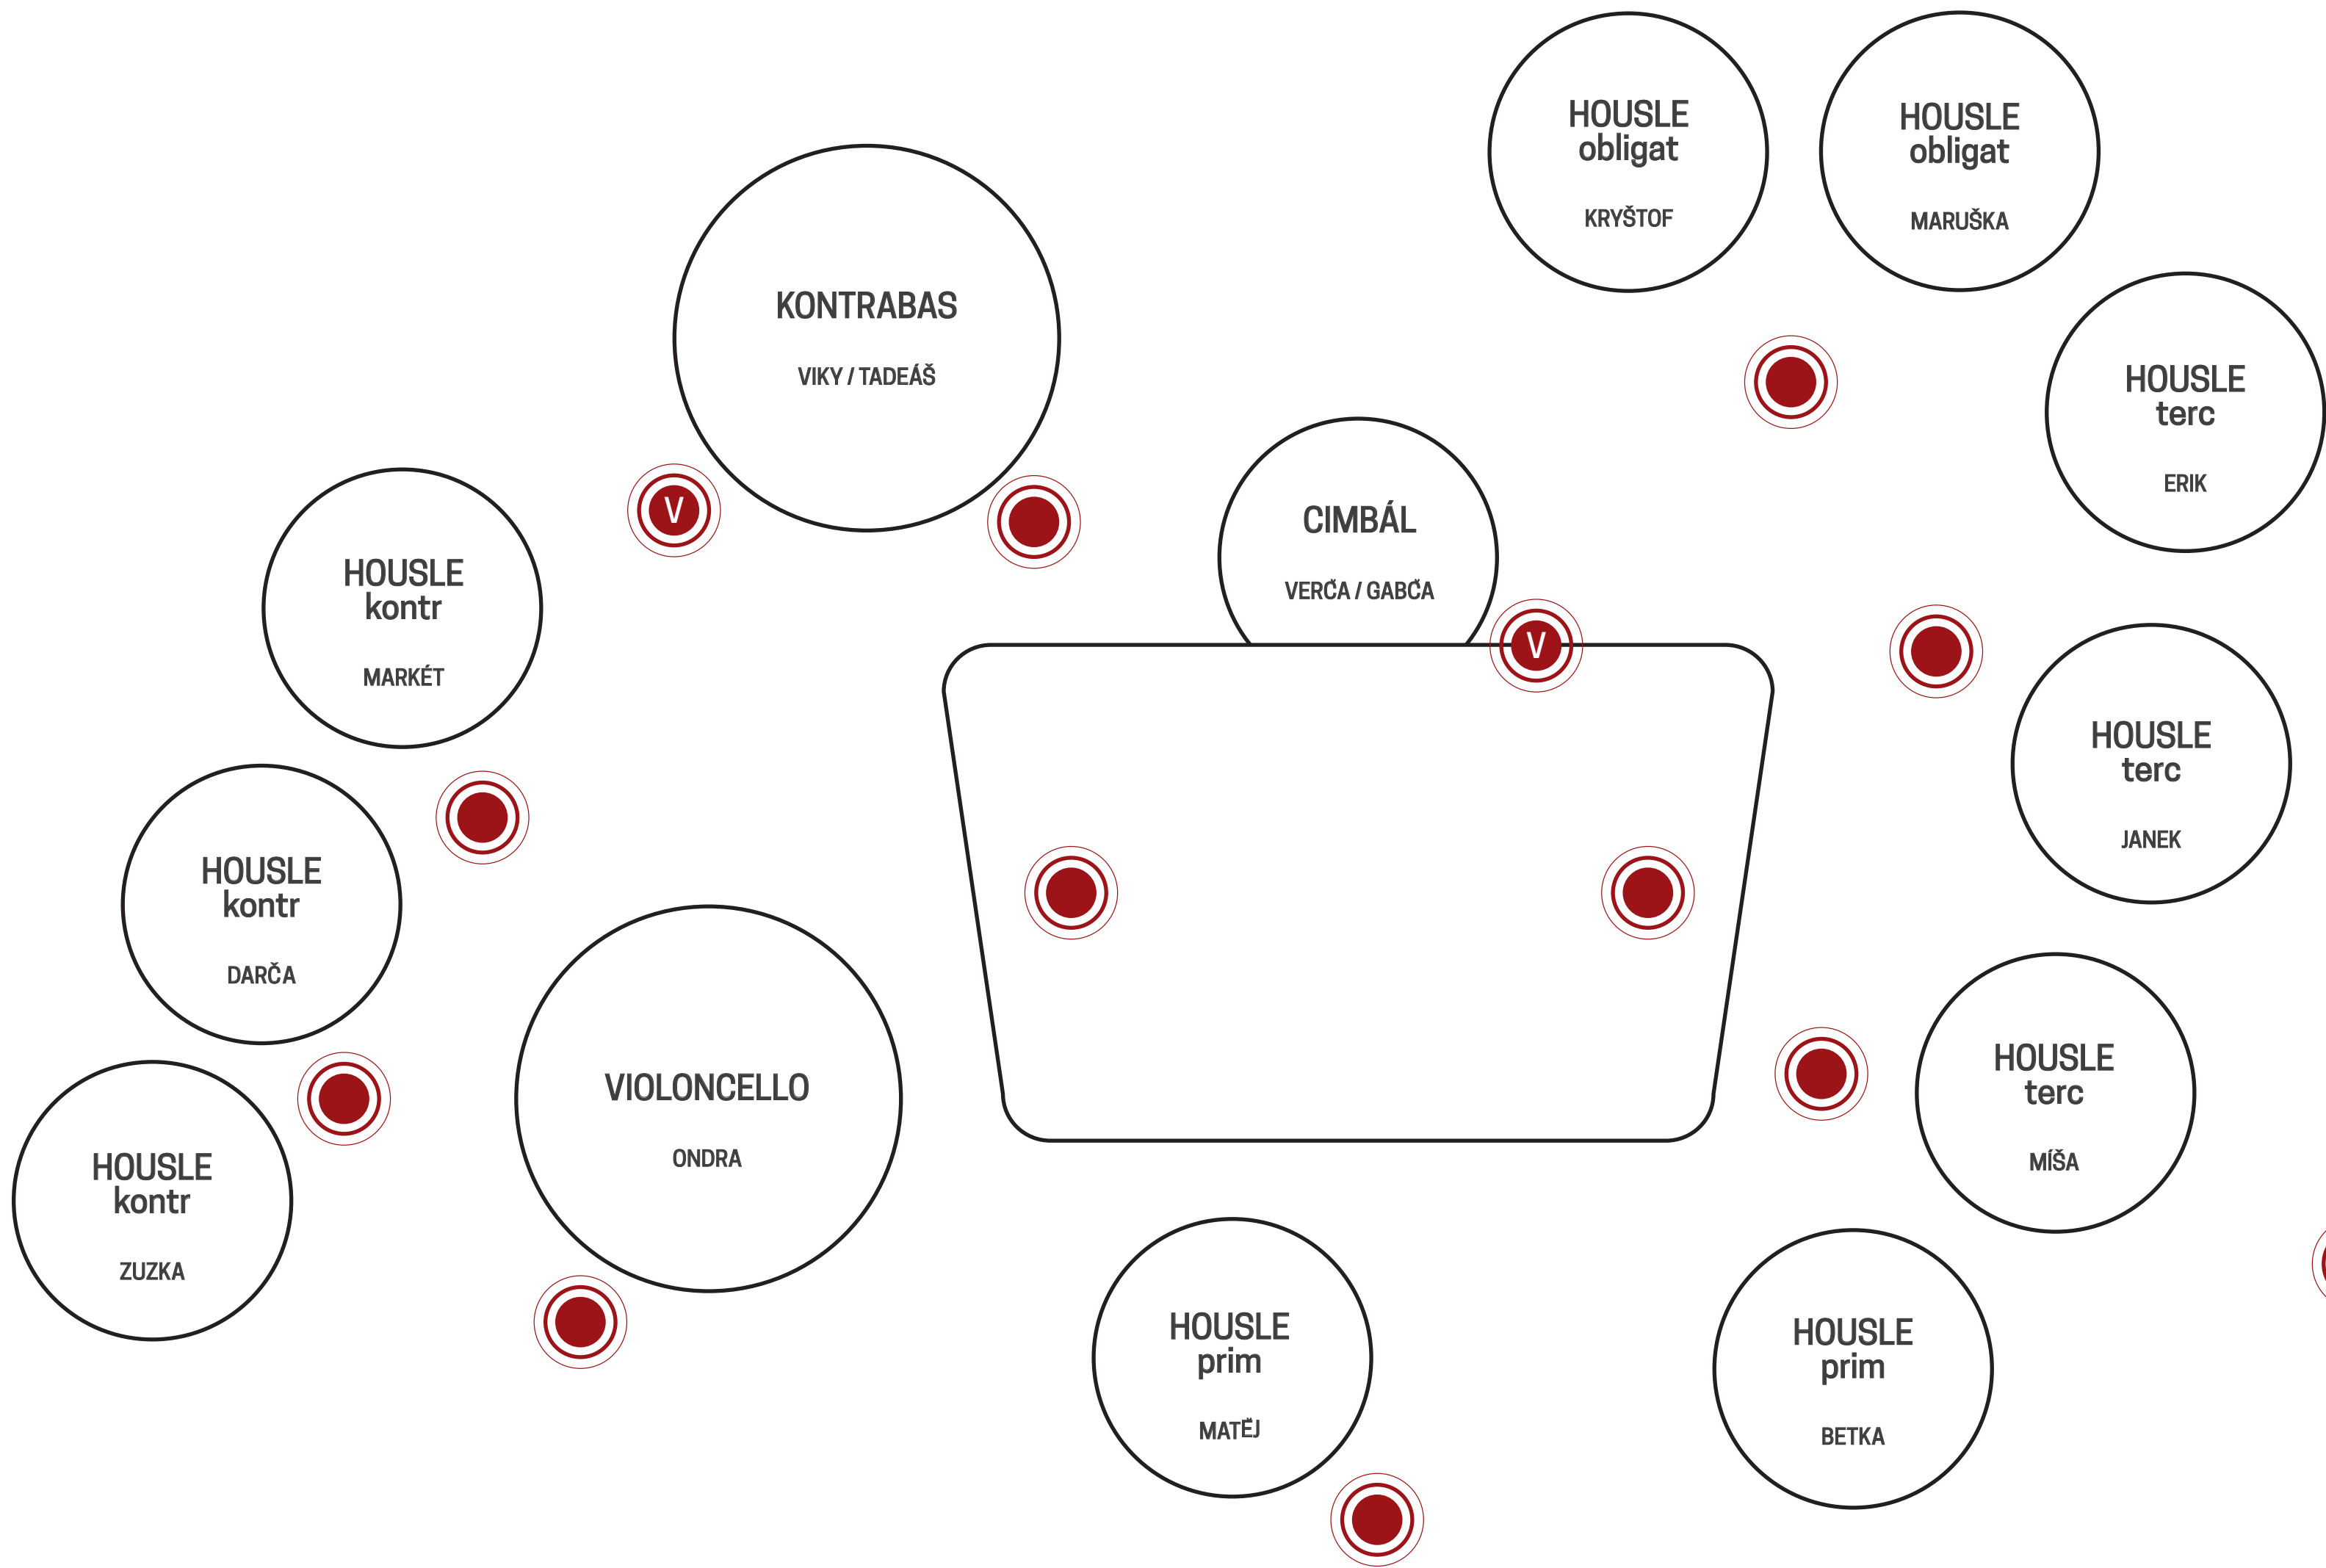 HOUSLE
obligat
KRYŠTOF
HOUSLE
obligat
MARUŠKA
KONTRABAS
VIKY / TADEÁŠ
HOUSLE
terc
ERIK
V
CIMBÁL
VERČA / GABČA
V
HOUSLE
kontr
MARKÉT
HOUSLE
terc
JANEK
HOUSLE
kontr
DARČA
VIOLONCELLO
ONDRA
HOUSLE
terc
MÍŠA
HOUSLE
kontr
ZUZKA
HOUSLE
prim
MATĚJ
HOUSLE
prim
BETKA